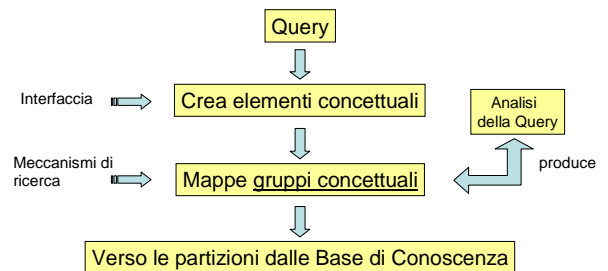 Query
Interfaccia
Crea elementi concettuali
Analisi
della Query
Meccanismi di
ricerca
Mappe gruppi concettuali
produce
Verso le partizioni dalle Base di Conoscenza